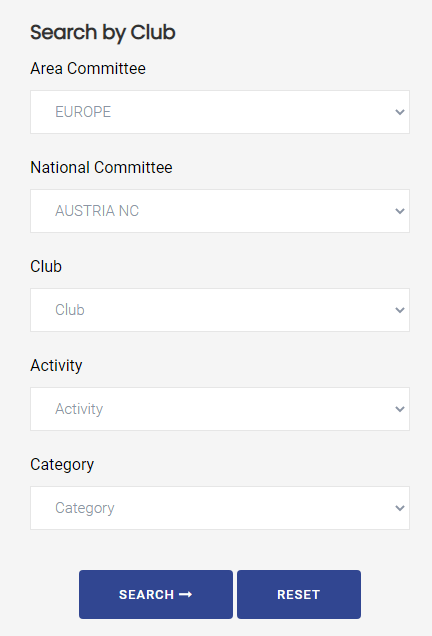 Search by Club
Area Committee
EUROPE
National Committee
AUSTRIA NC
Club
Club
Activity
Activity
Category
Category
SEARCH → RESET